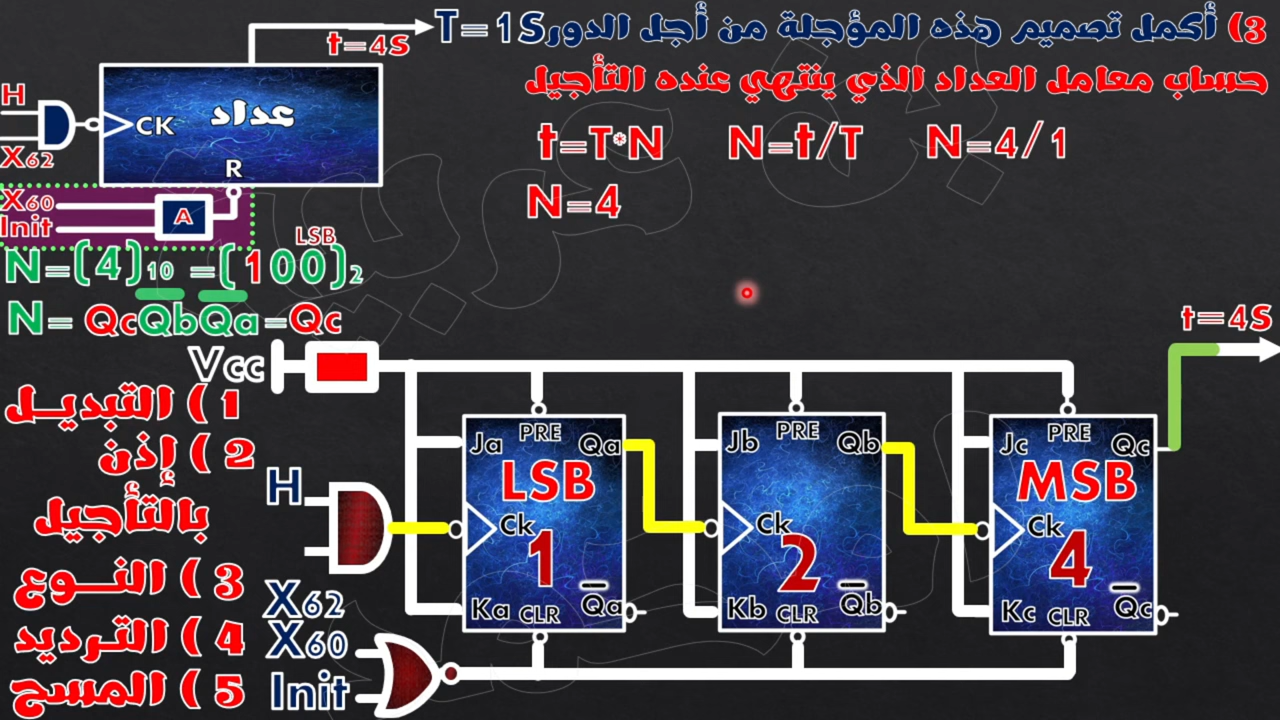 3) أكمل تصميم هذه المؤجلة من أجل الدور T=1S
حساب معامل العداد الذي ينتهي عنده التأجيل
t=T*N N=t/T N=4/1
N=4
t=4s
عداد
H
CK
X62
R
X60
A
Init
LSB
N=(4)10 =(100)2
N= QcQbQa=Qc
t=4s
Vcc
1 ) التبديل
2 ) إذن
بالتأجيل
3 ) النوع
4 ) الترديد
5 ) المسح
H
X62
X60
Init
Ja PRE Qa
LSB
Ck
1
Ka CLR Qa
Jb PRE Qb
Ck
2
Kb CLR Qb
Jc PRE Qc
MSB
Ck
4
Kc CLR Qc